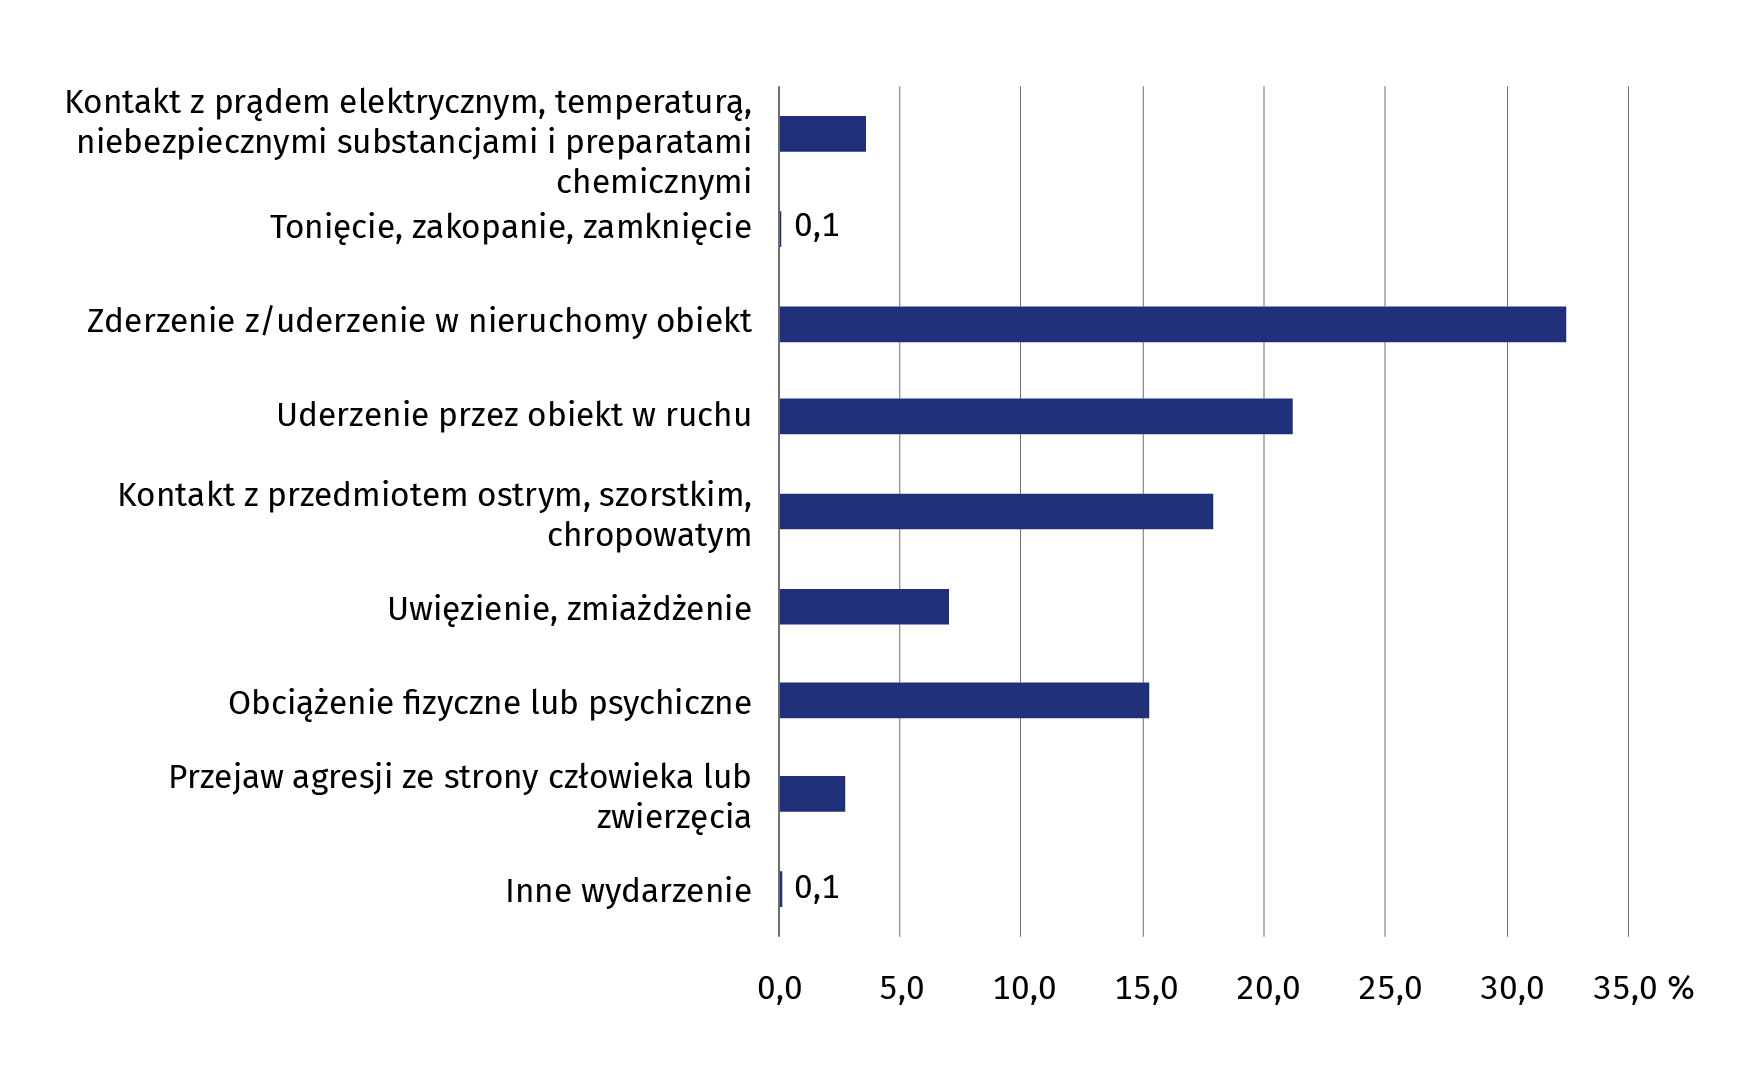 Kontakt z prądem elektrycznym, temperaturą,
niebezpiecznymi substancjami i preparatami
chemicznymi
Tonięcie, zakopanie, zamknięcie
0,1
Zderzenie z/uderzenie w nieruchomy obiekt
Uderzenie przez obiekt w ruchu
Kontakt z przedmiotem ostrym, szorstkim,
chropowatym
Uwięzienie, zmiażdżenie
Obciążenie fizyczne lub psychiczne
Przejaw agresji ze strony człowieka lub
zwierzęcia
Inne wydarzenie
0,1
0,0 5,0 10,0 15,0 20,0 25,0 30,0 35,0 %